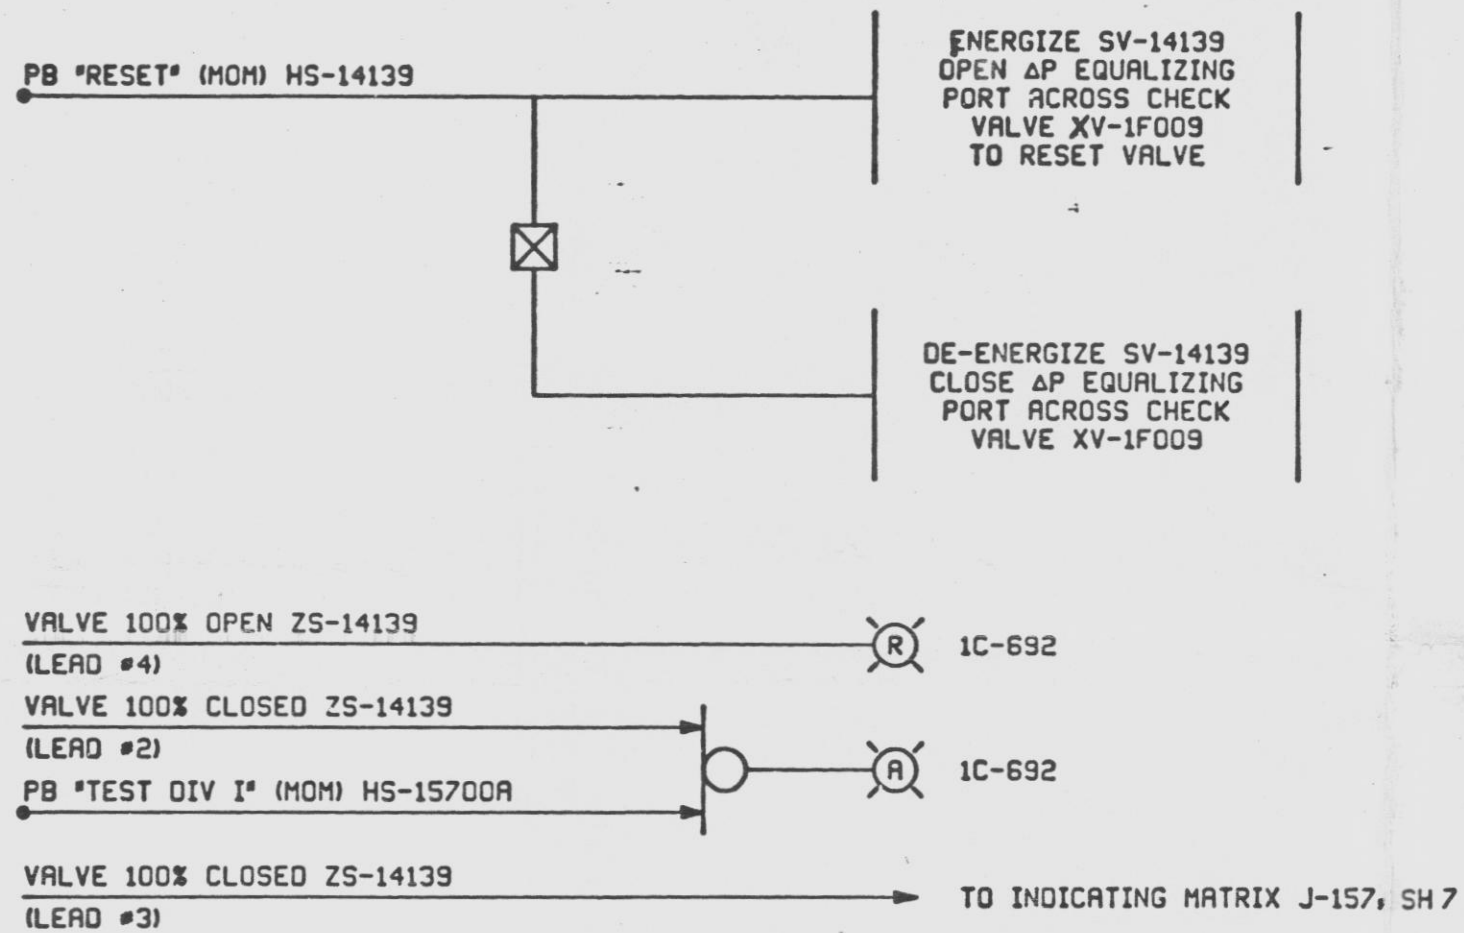 PB "RESET" (MOM) HS-14139
ENERGIZE SV-14139
OPEN ΔP EQUALIZING
PORT ACROSS CHECK
VALVE XV-1F009
TO RESET VALVE
DE-ENERGIZE SV-14139
CLOSE ΔP EQUALIZING
PORT ACROSS CHECK
VALVE XV-1F009
VALVE 100% OPEN ZS-14139
(LEAD #4)
R
1C-692
VALVE 100% CLOSED ZS-14139
(LEAD #2)
PB "TEST DIV I" (MOM) HS-15700A
A
1C-692
VALVE 100% CLOSED ZS-14139
(LEAD #3)
TO INDICATING MATRIX J-157, SH 7